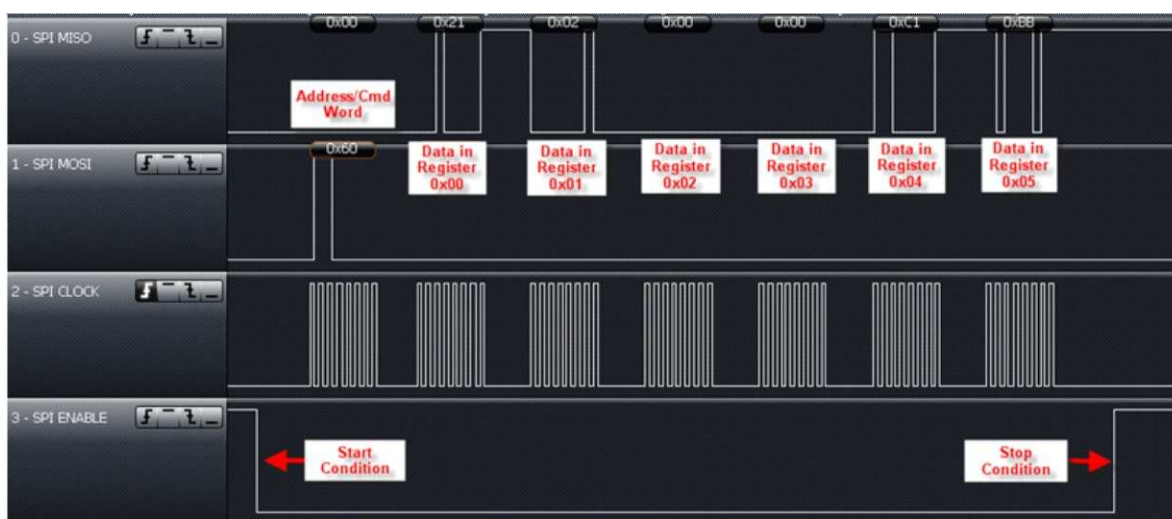 0 - SPI MISO
0x00 0x21 0x02 0x00 0x00 0xC1 0xBB
Address/Cmd
Word
1 - SPI MOSI
0x60
Data in Data in Data in Data in Data in Data in
Register Register Register Register Register Register
0x00 0x01 0x02 0x03 0x04 0x05
2 - SPI CLOCK
3 - SPI ENABLE
Start
Condition
Stop
Condition